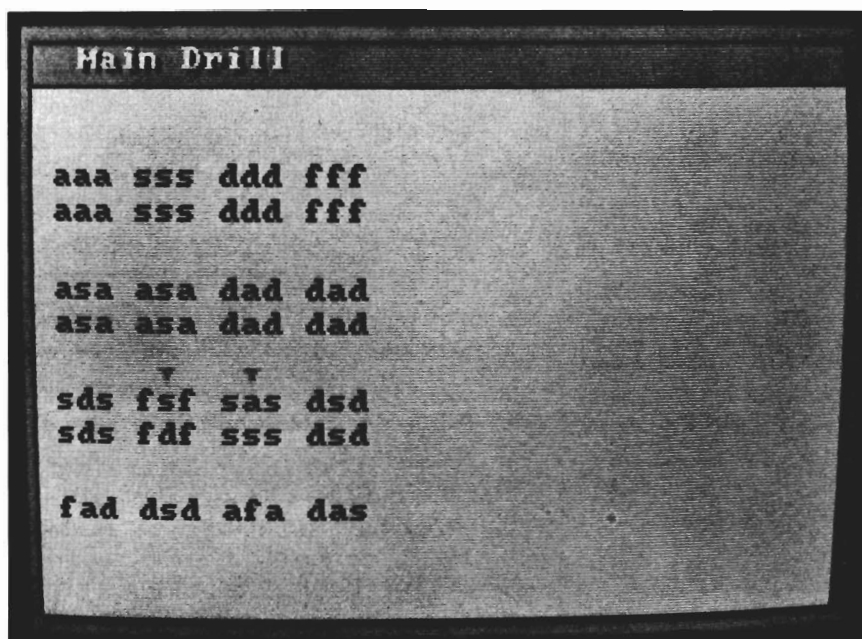 Main Drill
aaa sss ddd fff
aaa sss ddd fff
asa asa dad dad
asa asa dad dad
sds fsf sas dsd
sds fdf sss dsd
fad dsd afa das